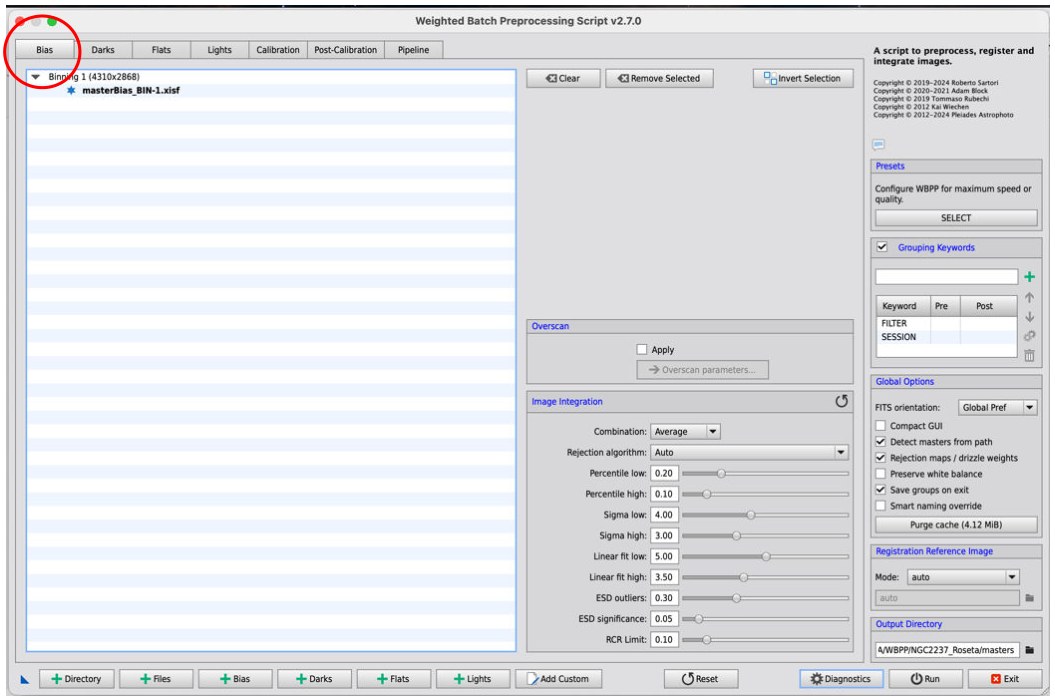 Weighted Batch Preprocessing Script v2.7.0
Bias Darks Flats Lights Calibration Post-Calibration Pipeline
Binning 1 (4310x2868)
masterBias_BIN-1.xisf
Clear Remove Selected Invert Selection
Overscan
Apply
Overscan parameters...
Image Integration
Combination: Average
Rejection algorithm: Auto
Percentile low: 0.20
Percentile high: 0.10
Sigma low: 4.00
Sigma high: 3.00
Linear fit low: 5.00
Linear fit high: 3.50
ESD outliers: 0.30
ESD significance: 0.05
RCR Limit: 0.10
A script to preprocess, register and
integrate images.
Copyright © 2019-2024 Roberto Sartori
Copyright © 2020-2021 Adam Block
Copyright © 2019 Tommaso Rubechi
Copyright © 2012 Kai Wiechen
Copyright © 2012-2024 Pleiades Astrophoto
Presets
Configure WBPP for maximum speed or
quality.
SELECT
Grouping Keywords
Keyword Pre Post
FILTER
SESSION
Global Options
FITS orientation: Global Pref
Compact GUI
Detect masters from path
Rejection maps / drizzle weights
Preserve white balance
Save groups on exit
Smart naming override
Purge cache (4.12 MiB)
Registration Reference Image
Mode: auto
auto
Output Directory
/WBPP/NGC2237_Roseta/masters
Directory Files Bias Darks Flats Lights Add Custom Reset Diagnostics Run Exit